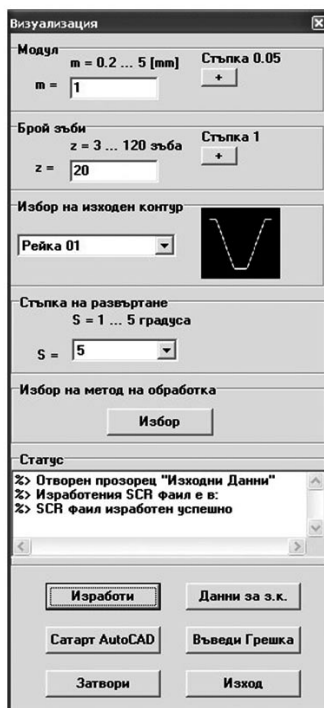 Визуализация
Модул
m = 0.2 ... 5 [mm]
Стъпка 0.05
m =
1
+
Брой зъби
z = 3 ... 120 зъба
Стъпка 1
z =
20
+
Избор на изходен контур
Рейка 01
Стъпка на развъртане
S = 1 ... 5 градуса
S =
5
Избор на метод на обработка
Избор
Статус
%> Отворен прозорец "Изходни Данни"
%> Изработения SCR фаил е в:
%> SCR фаил изработен успешно
Изработи
Данни за з.к.
Сатарт AutoCAD
Въведи Грешка
Затвори
Изход